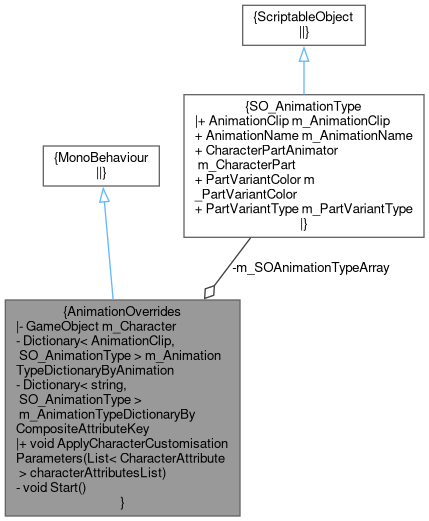 {ScriptableObject
||}
{SO_AnimationType
|+ AnimationClip m_AnimationClip
+ AnimationName m_AnimationName
+ CharacterPartAnimator
m_CharacterPart
+ PartVariantColor m
_PartVariantColor
+ PartVariantType m_PartVariantType
|}
{MonoBehaviour
||}
-m_SOAnimationTypeArray
{AnimationOverrides
|- GameObject m_Character
- Dictionary< AnimationClip,
SO_AnimationType > m_Animation
TypeDictionaryByAnimation
- Dictionary< string,
SO_AnimationType >
m_AnimationTypeDictionaryBy
CompositeAttributeKey
|+ void ApplyCharacterCustomisation
Parameters(List< CharacterAttribute
> characterAttributesList)
- void Start()
}